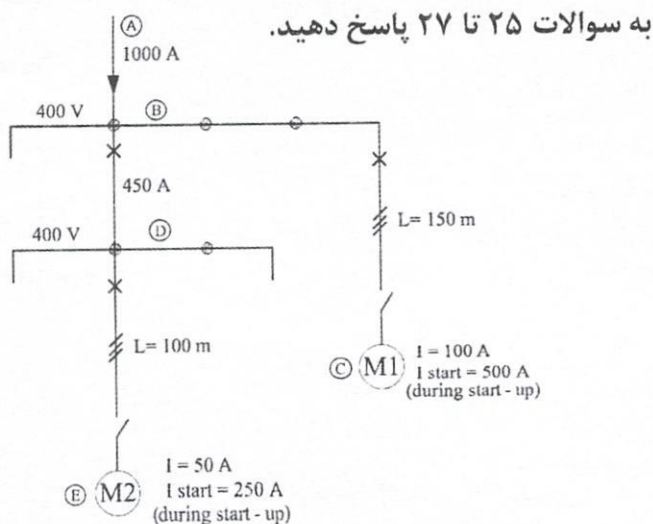 به سوالات ۲۵ تا ۲۷ پاسخ دهید.
A
1000 A
400 V
B
450 A
L= 150 m
400 V
D
L= 100 m
C
M1
I = 100 A
I start = 500 A
(during start - up)
E
M2
I = 50 A
I start = 250 A
(during start - up)